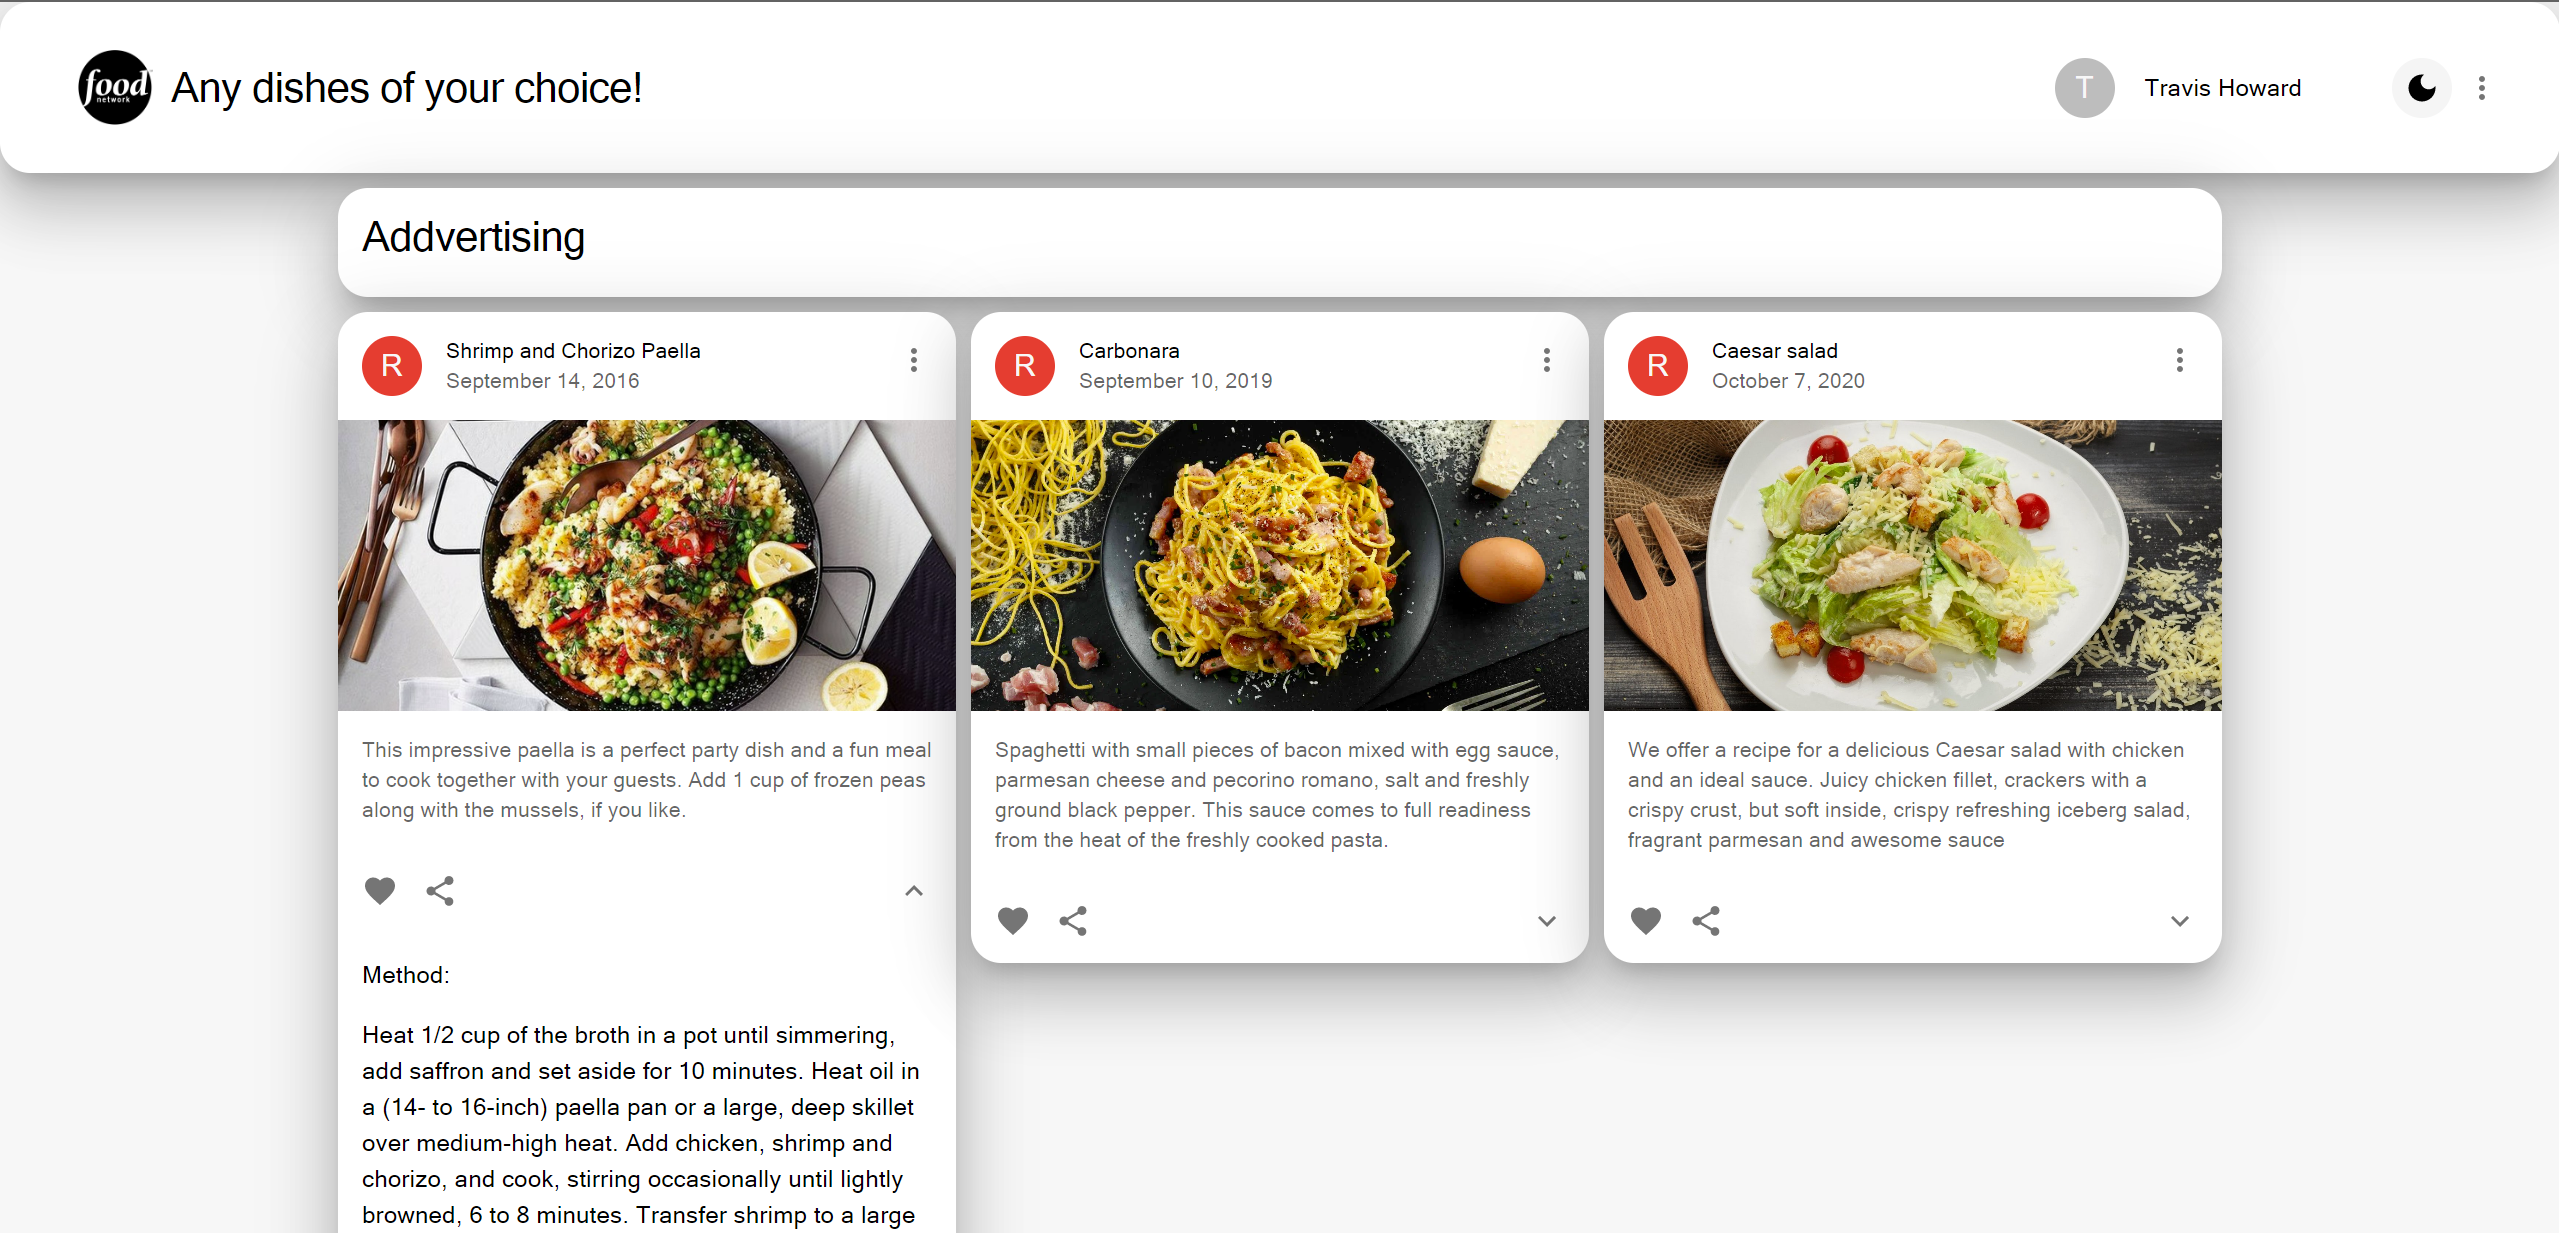 food
network
Any dishes of your choice!
T
Travis Howard
Addvertising
R
Shrimp and Chorizo Paella
September 14, 2016
This impressive paella is a perfect party dish and a fun meal
to cook together with your guests. Add 1 cup of frozen peas
along with the mussels, if you like.
Method:
Heat 1/2 cup of the broth in a pot until simmering,
add saffron and set aside for 10 minutes. Heat oil in
a (14- to 16-inch) paella pan or a large, deep skillet
over medium-high heat. Add chicken, shrimp and
chorizo, and cook, stirring occasionally until lightly
browned, 6 to 8 minutes. Transfer shrimp to a large
R
Carbonara
September 10, 2019
Spaghetti with small pieces of bacon mixed with egg sauce,
parmesan cheese and pecorino romano, salt and freshly
ground black pepper. This sauce comes to full readiness
from the heat of the freshly cooked pasta.
R
Caesar salad
October 7, 2020
We offer a recipe for a delicious Caesar salad with chicken
and an ideal sauce. Juicy chicken fillet, crackers with a
crispy crust, but soft inside, crispy refreshing iceberg salad,
fragrant parmesan and awesome sauce